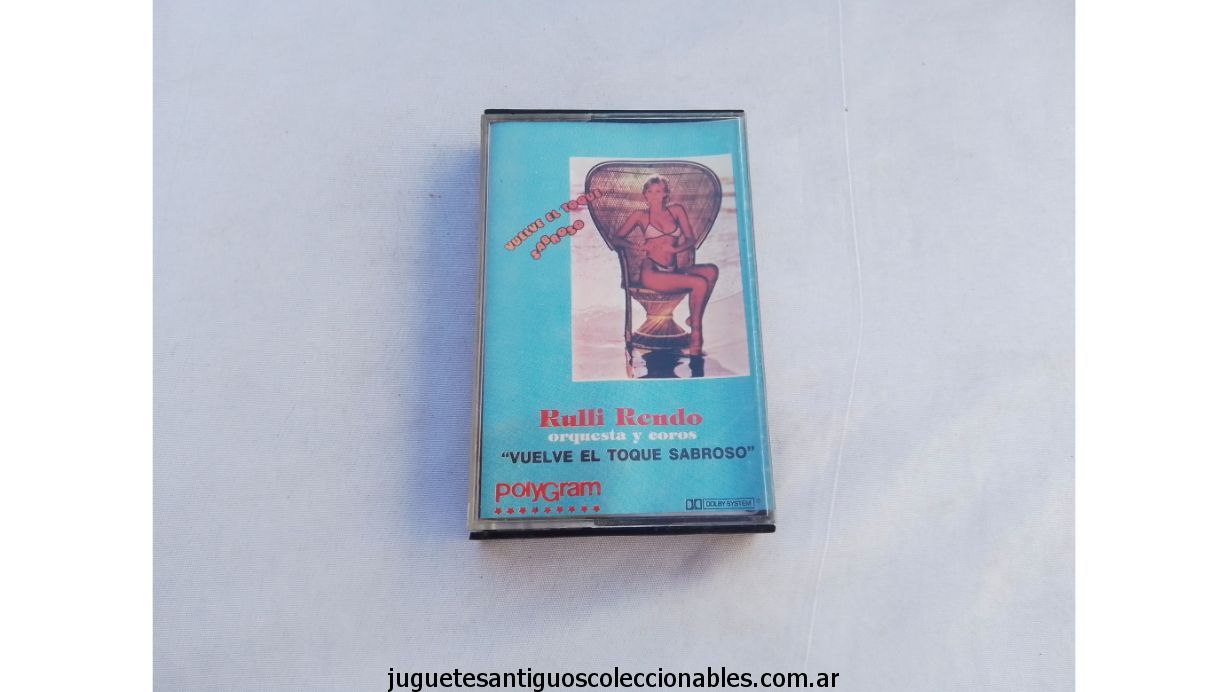 VUELVE EL TOQUE...
SABROSO
Rulli Rendo
orquesta y coros
"VUELVE EL TOQUE SABROSO"
PolyGram
DOLBY SYSTEM
juguetesantiguoscoleccionables.com.ar